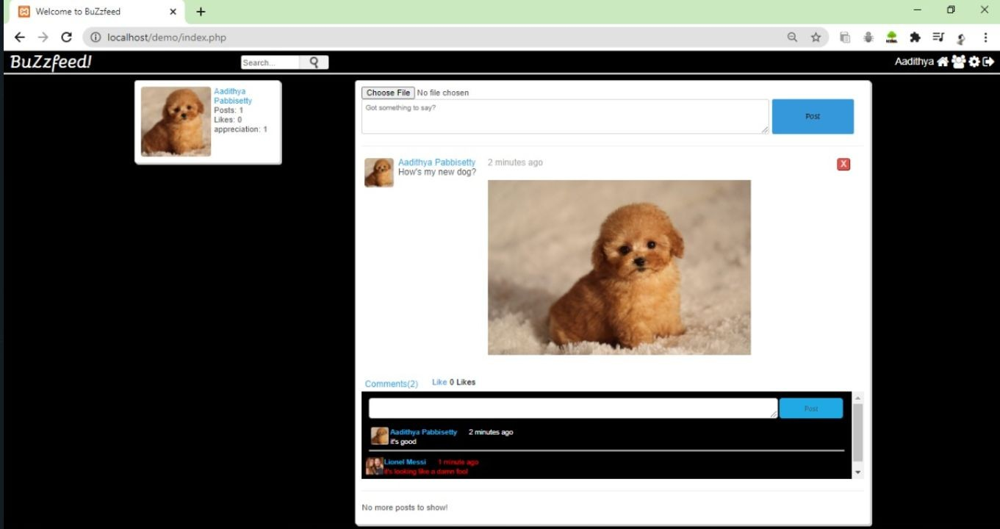 Welcome to BuZzfeed
localhost/demo/index.php
BuZzfeed!
Search...
Aadithya
Aadithya
Pabbisetty
Posts: 1
Likes: 0
appreciation: 1
Choose File No file chosen
Got something to say?
Post
Aadithya Pabbisetty 2 minutes ago
X
How's my new dog?
Comments(2) Like 0 Likes
Post
Aadithya Pabbisetty 2 minutes ago
it's good
Lionel Messi 1 minute ago
it's looking like a damn fool
No more posts to show!